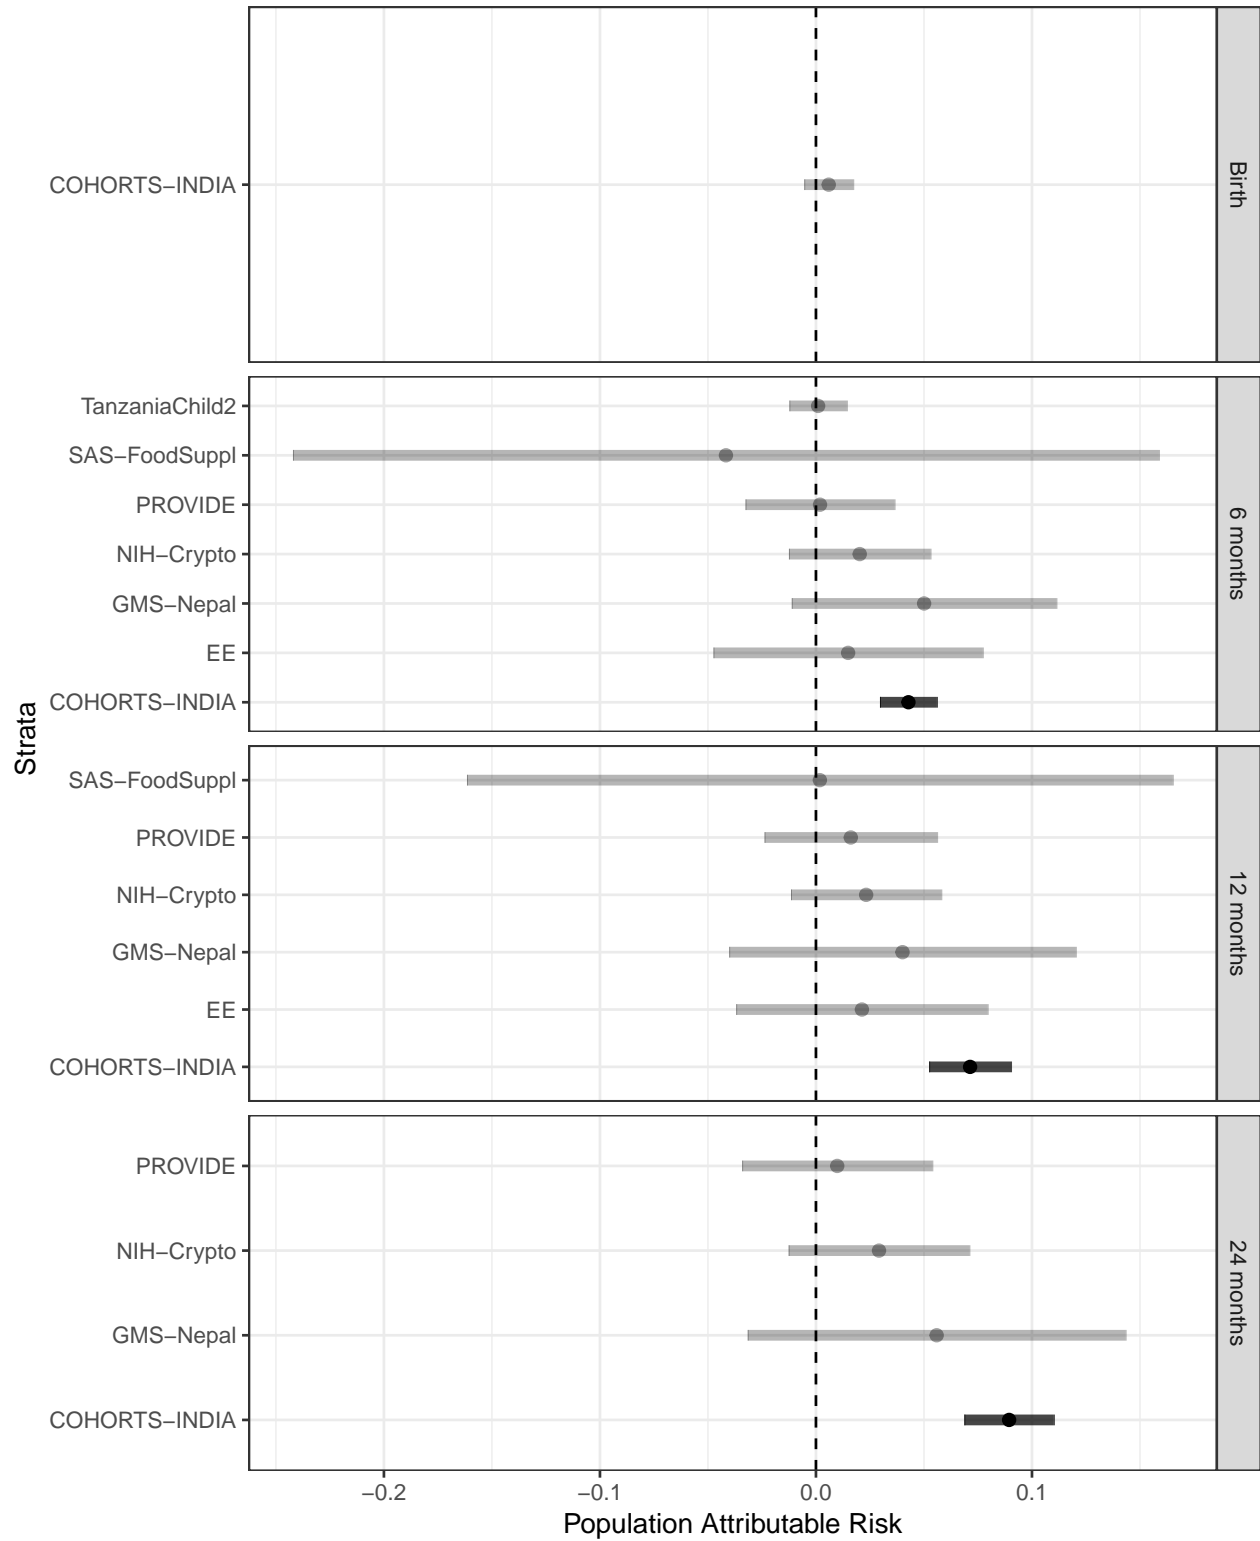 COHORTS−INDIA
Birth
TanzaniaChild2
SAS−FoodSuppl
PROVIDE
NIH−Crypto
GMS−Nepal
EE
COHORTS−INDIA
6 months
SAS−FoodSuppl
PROVIDE
NIH−Crypto
GMS−Nepal
EE
COHORTS−INDIA
12 months
PROVIDE
NIH−Crypto
GMS−Nepal
COHORTS−INDIA
24 months
Strata
−0.2 −0.1 0.0 0.1
Population Attributable Risk